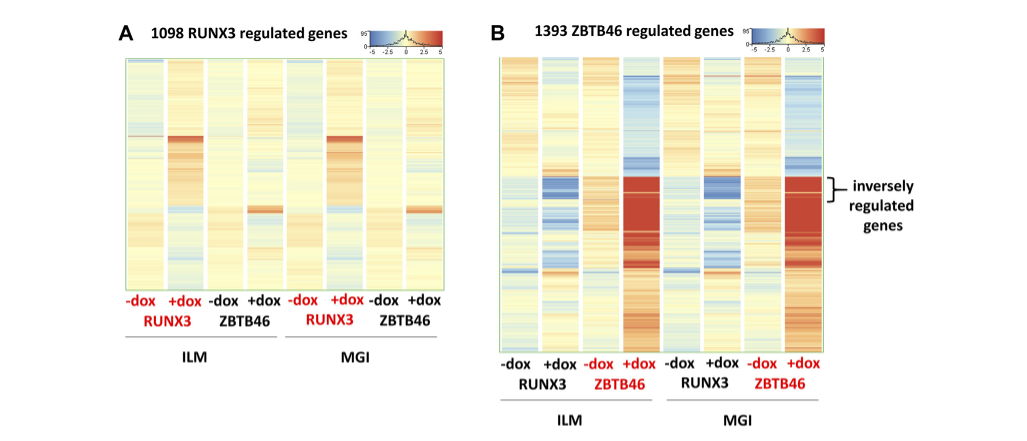 A
1098 RUNX3 regulated genes
95
-5 -2.5 0 2.5 5
-dox +dox -dox +dox -dox +dox -dox +dox
RUNX3 ZBTB46 RUNX3 ZBTB46
ILM MGI
B
1393 ZBTB46 regulated genes
95
-5 -2.5 0 2.5 5
inversely
regulated
genes
-dox +dox -dox +dox -dox +dox -dox +dox
RUNX3 ZBTB46 RUNX3 ZBTB46
ILM MGI